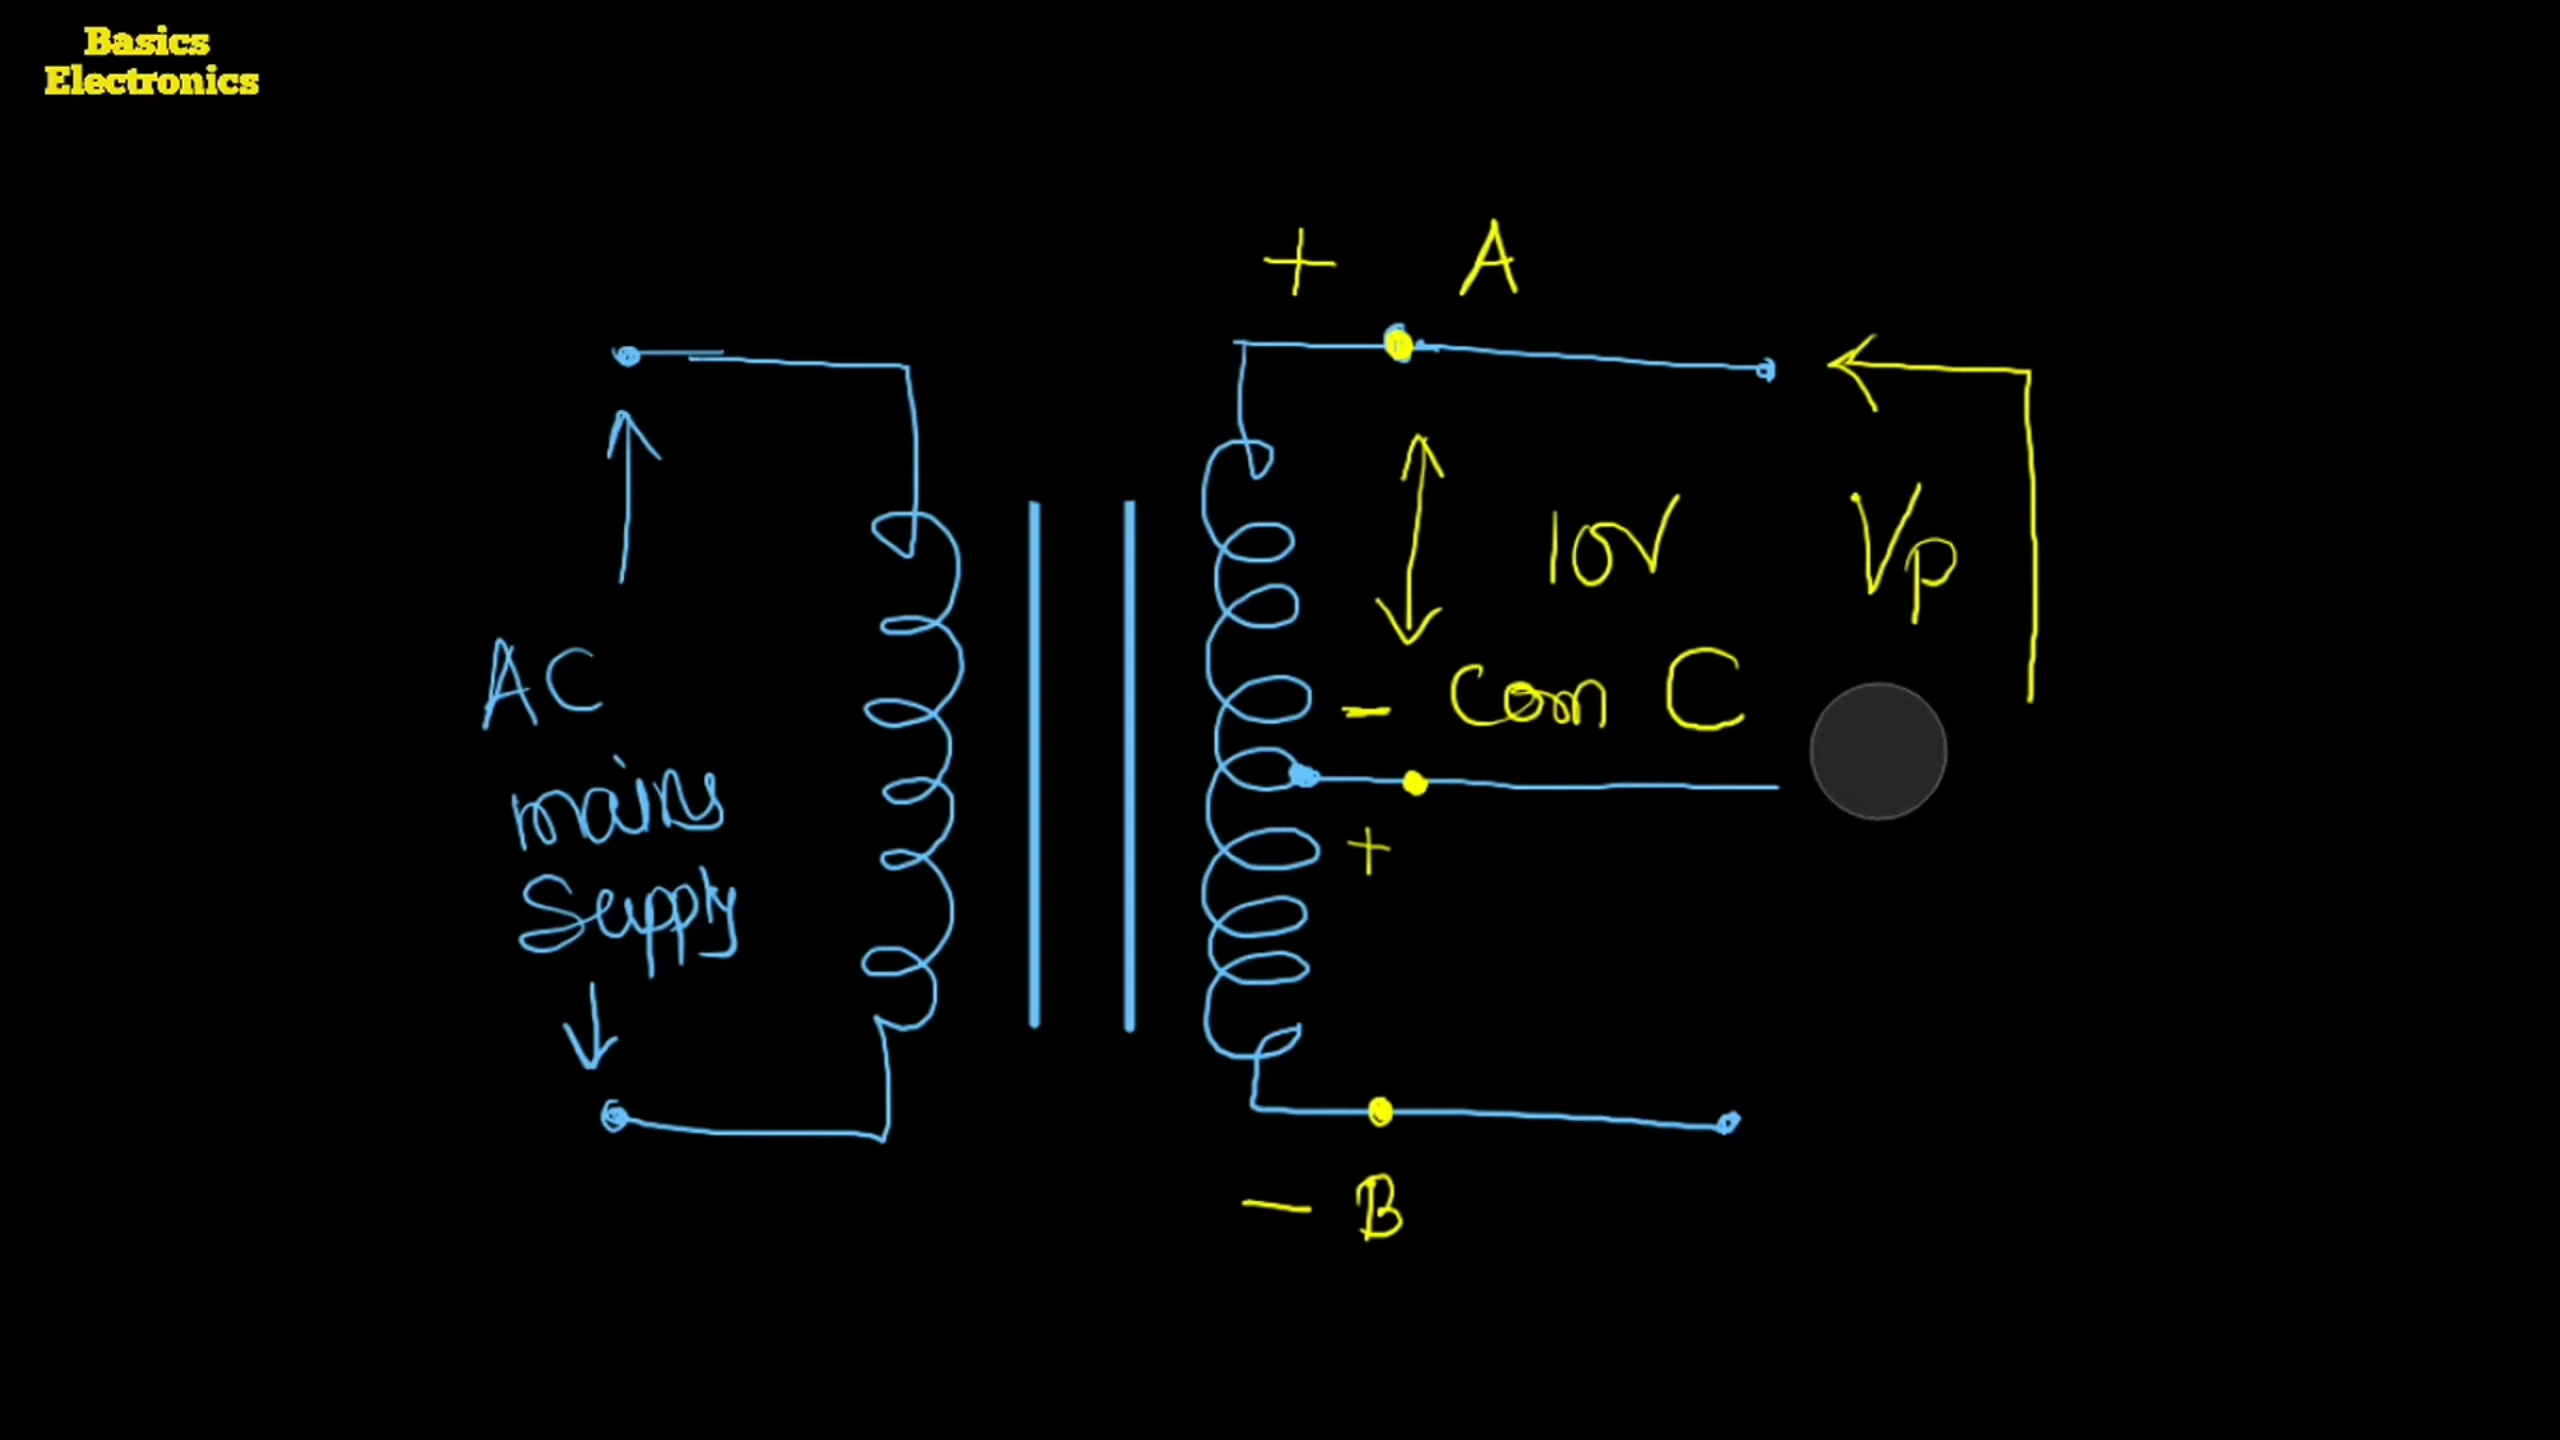 Basics
Electronics
+ A
10V
Vp
AC
mains
Supply
- Com C
+
- B